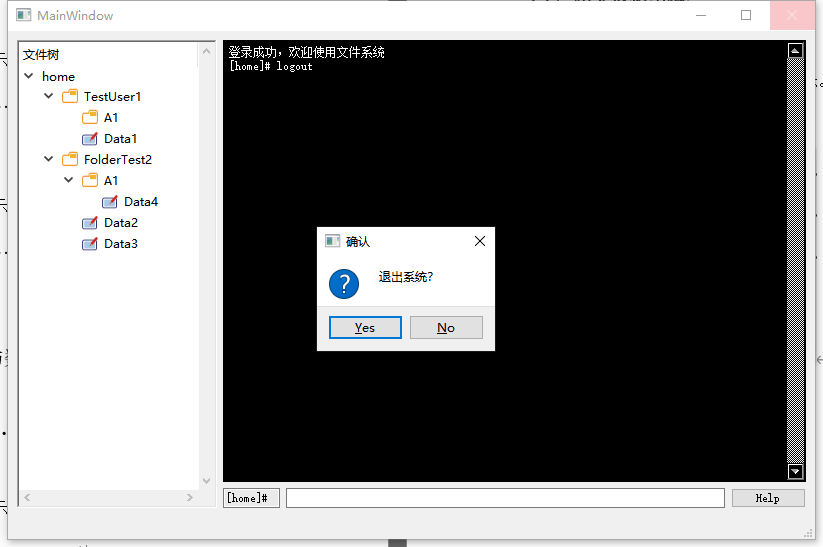 MainWindow
文件树
home
TestUser1
A1
Data1
FolderTest2
A1
Data4
Data2
Data3
登录成功，欢迎使用文件系统
[home]# logout
确认
退出系统?
Yes
No
[home]#
Help